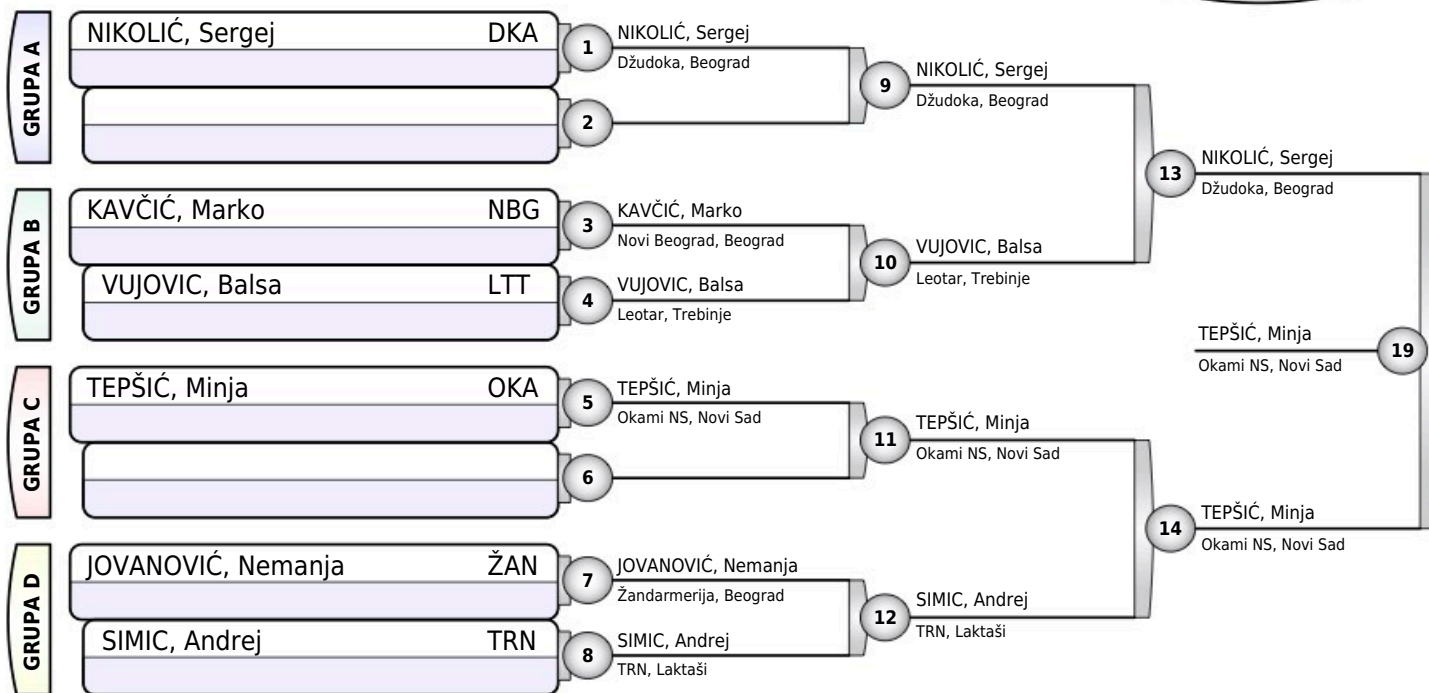 GRUPA A
NIKOLIĆ, Sergej DKA
1
NIKOLIĆ, Sergej
Džudoka, Beograd
2
9
NIKOLIĆ, Sergej
Džudoka, Beograd
GRUPA B
KAVČIĆ, Marko NBG
3
KAVČIĆ, Marko
Novi Beograd, Beograd
VUJOVIC, Balsa LTT
4
VUJOVIC, Balsa
Leotar, Trebinje
10
VUJOVIC, Balsa
Leotar, Trebinje
13
NIKOLIĆ, Sergej
Džudoka, Beograd
GRUPA C
TEPŠIĆ, Minja OKA
5
TEPŠIĆ, Minja
Okami NS, Novi Sad
6
11
TEPŠIĆ, Minja
Okami NS, Novi Sad
GRUPA D
JOVANOVIĆ, Nemanja ŽAN
7
JOVANOVIĆ, Nemanja
Žandarmerija, Beograd
SIMIC, Andrej TRN
8
SIMIC, Andrej
TRN, Laktaši
12
SIMIC, Andrej
TRN, Laktaši
14
TEPŠIĆ, Minja
Okami NS, Novi Sad
TEPŠIĆ, Minja
Okami NS, Novi Sad
19